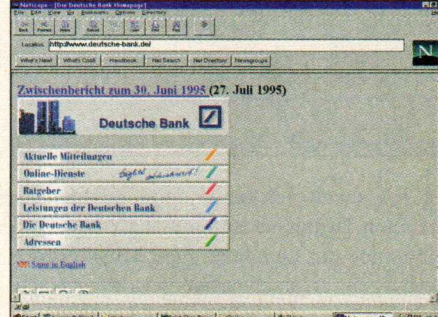 Netscape - [Die Deutsche Bank Homepage]
File Edit View Go Bookmarks Options Directory
Location: http://www.deutsche-bank.de/
What's New! What's Cool! Handbook Net Search Net Directory Newsgroups
N
Zwischenbericht zum 30. Juni 1995 (27. Juli 1995)
Deutsche Bank
Aktuelle Mitteilungen
Online-Dienste
Ratgeber
Leistungen der Deutschen Bank
Die Deutsche Bank
Adressen
Same in English